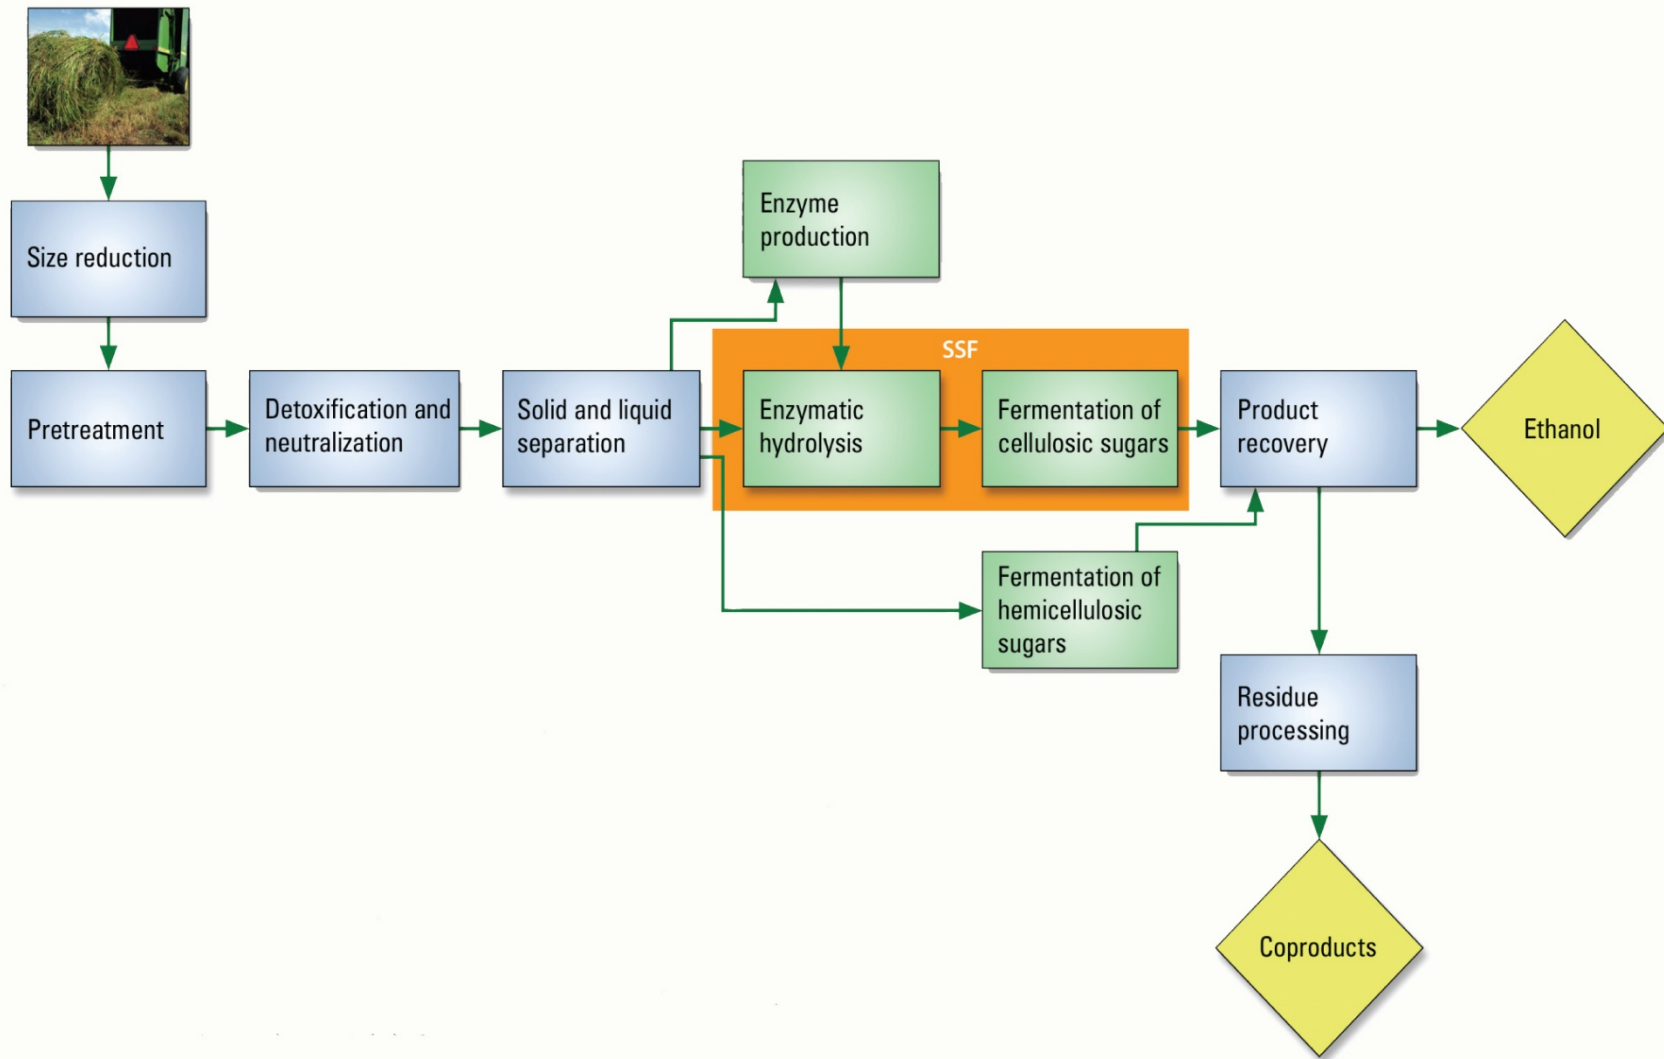 Size reduction
Pretreatment
Detoxification and
neutralization
Solid and liquid
separation
Enzyme
production
SSF
Enzymatic
hydrolysis
Fermentation of
cellulosic sugars
Fermentation of
hemicellulosic
sugars
Product
recovery
Ethanol
Residue
processing
Coproducts